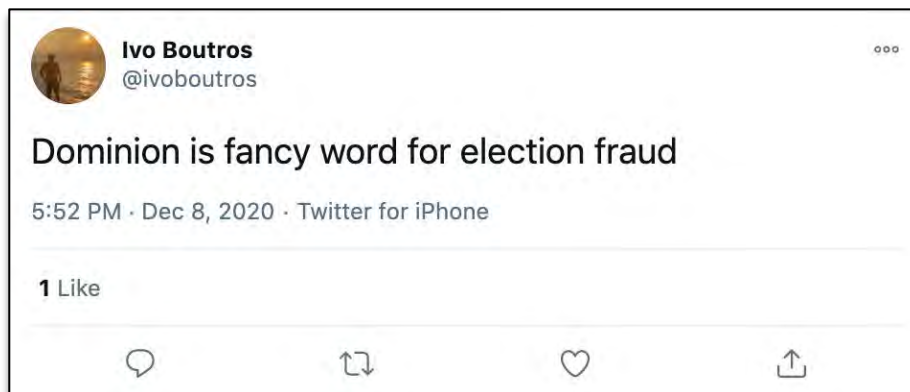 Ivo Boutros
@ivoboutros
Dominion is fancy word for election fraud
5:52 PM · Dec 8, 2020 · Twitter for iPhone
1 Like